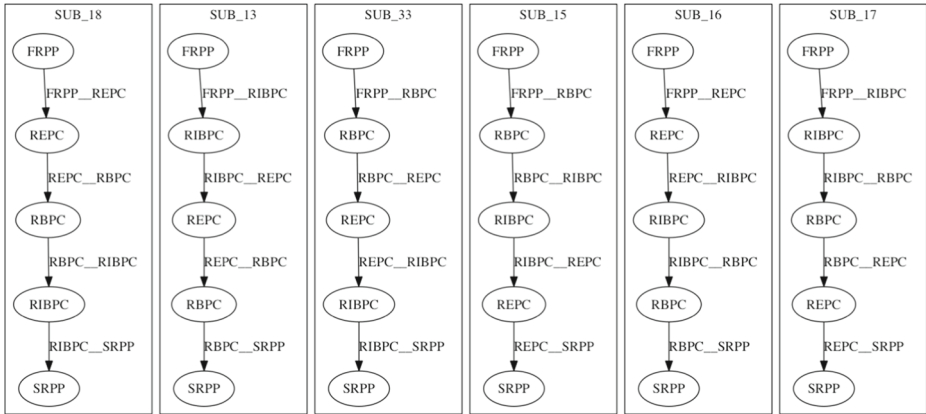 SUB_18
FRPP
FRPP__REPC
REPC
REPC__RBPC
RBPC
RBPC__RIBPC
RIBPC
RIBPC__SRPP
SRPP
SUB_13
FRPP
FRPP__RIBPC
RIBPC
RIBPC__REPC
REPC
REPC__RBPC
RBPC
RBPC__SRPP
SRPP
SUB_33
FRPP
FRPP__RBPC
RBPC
RBPC__REPC
REPC
REPC__RIBPC
RIBPC
RIBPC__SRPP
SRPP
SUB_15
FRPP
FRPP__RBPC
RBPC
RBPC__RIBPC
RIBPC
RIBPC__REPC
REPC
REPC__SRPP
SRPP
SUB_16
FRPP
FRPP__REPC
REPC
REPC__RIBPC
RIBPC
RIBPC__RBPC
RBPC
RBPC__SRPP
SRPP
SUB_17
FRPP
FRPP__RIBPC
RIBPC
RIBPC__RBPC
RBPC
RBPC__REPC
REPC
REPC__SRPP
SRPP